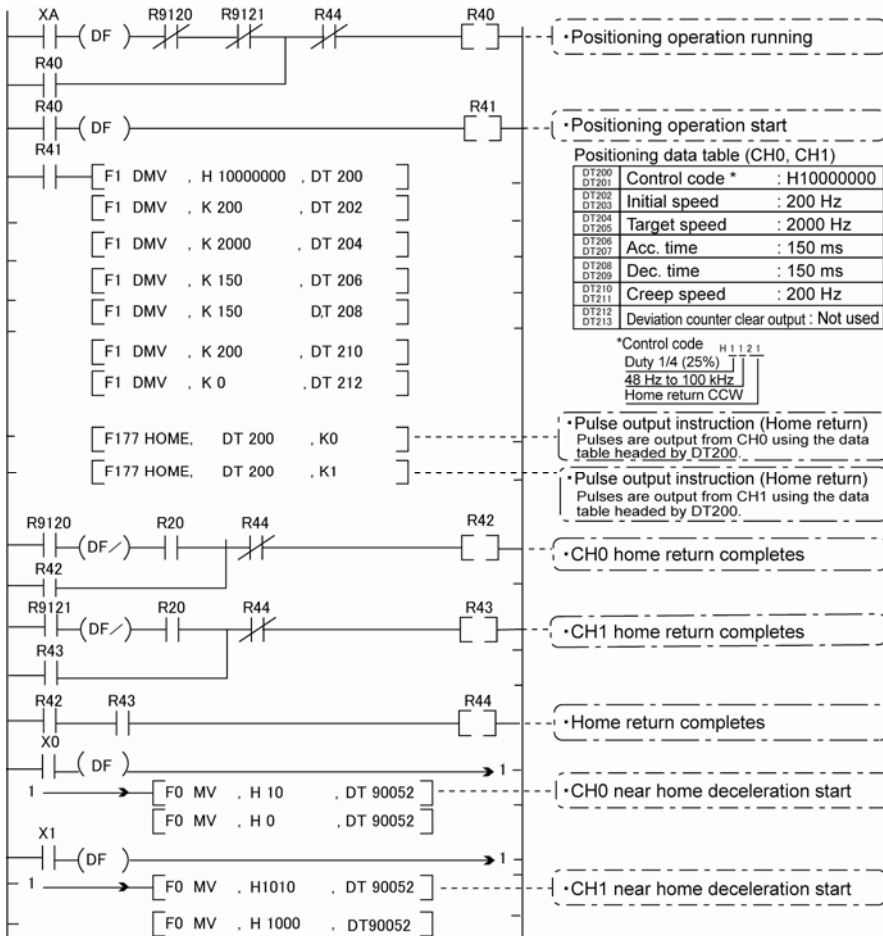 XA R9120 R9121 R44 R40
( DF )
・Positioning operation running
R40
R40 R41
( DF )
・Positioning operation start
R41
F1 DMV , H 10000000 , DT 200
F1 DMV , K 200 , DT 202
F1 DMV , K 2000 , DT 204
F1 DMV , K 150 , DT 206
F1 DMV , K 150 D,T 208
F1 DMV , K 200 , DT 210
F1 DMV , K 0 , DT 212
Positioning data table (CH0, CH1)
DT200 DT201 Control code * : H10000000
DT202 DT203 Initial speed : 200 Hz
DT204 DT205 Target speed : 2000 Hz
DT206 DT207 Acc. time : 150 ms
DT208 DT209 Dec. time : 150 ms
DT210 DT211 Creep speed : 200 Hz
DT212 DT213 Deviation counter clear output : Not used
*Control code H 1 1 2 1
Duty 1/4 (25%)
48 Hz to 100 kHz
Home return CCW
F177 HOME, DT 200 , K0
・Pulse output instruction (Home return)
Pulses are output from CH0 using the data
table headed by DT200.
F177 HOME, DT 200 , K1
・Pulse output instruction (Home return)
Pulses are output from CH1 using the data
table headed by DT200.
R9120 R20 R44 R42
(DF/)
・CH0 home return completes
R42
R9121 R20 R44 R43
(DF/)
・CH1 home return completes
R43
R42 R43 R44
・Home return completes
X0
( DF ) 1
1 F0 MV , H 10 , DT 90052
・CH0 near home deceleration start
F0 MV , H 0 , DT 90052
X1
(DF ) 1
1 F0 MV , H1010 , DT 90052
・CH1 near home deceleration start
F0 MV , H 1000 , DT90052